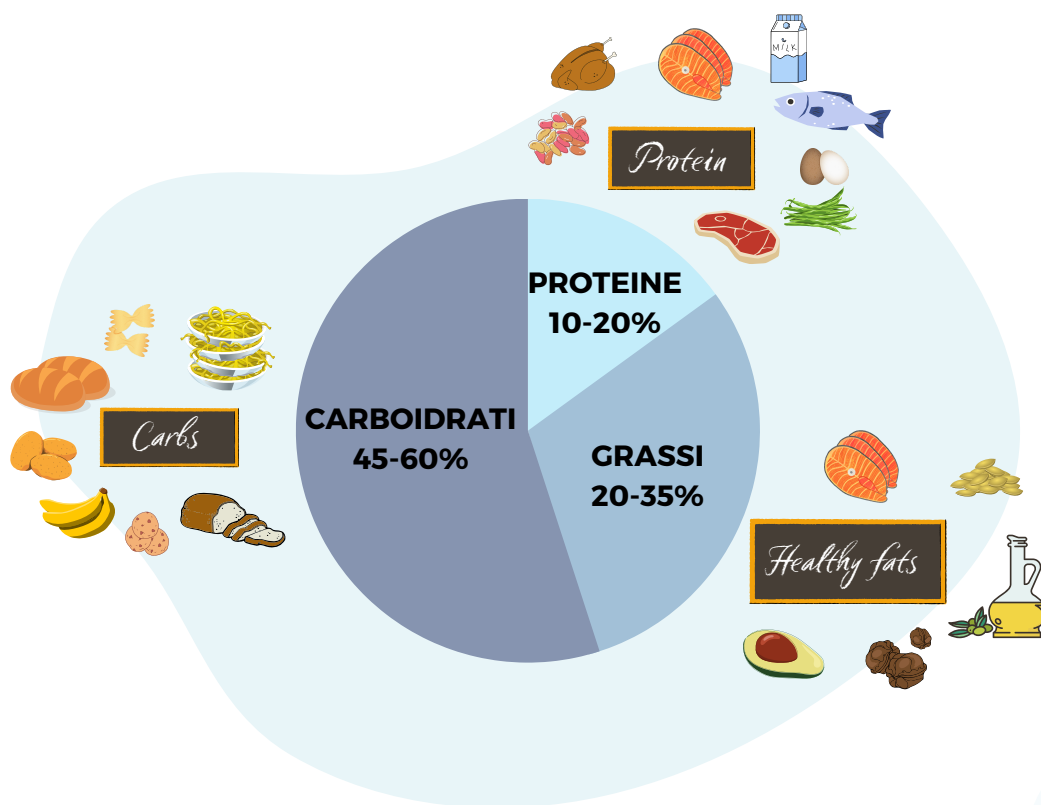 MILK
Protein
PROTEINE
10-20%
CARBOIDRATI
45-60%
Carbs
GRASSI
20-35%
Healthy fats